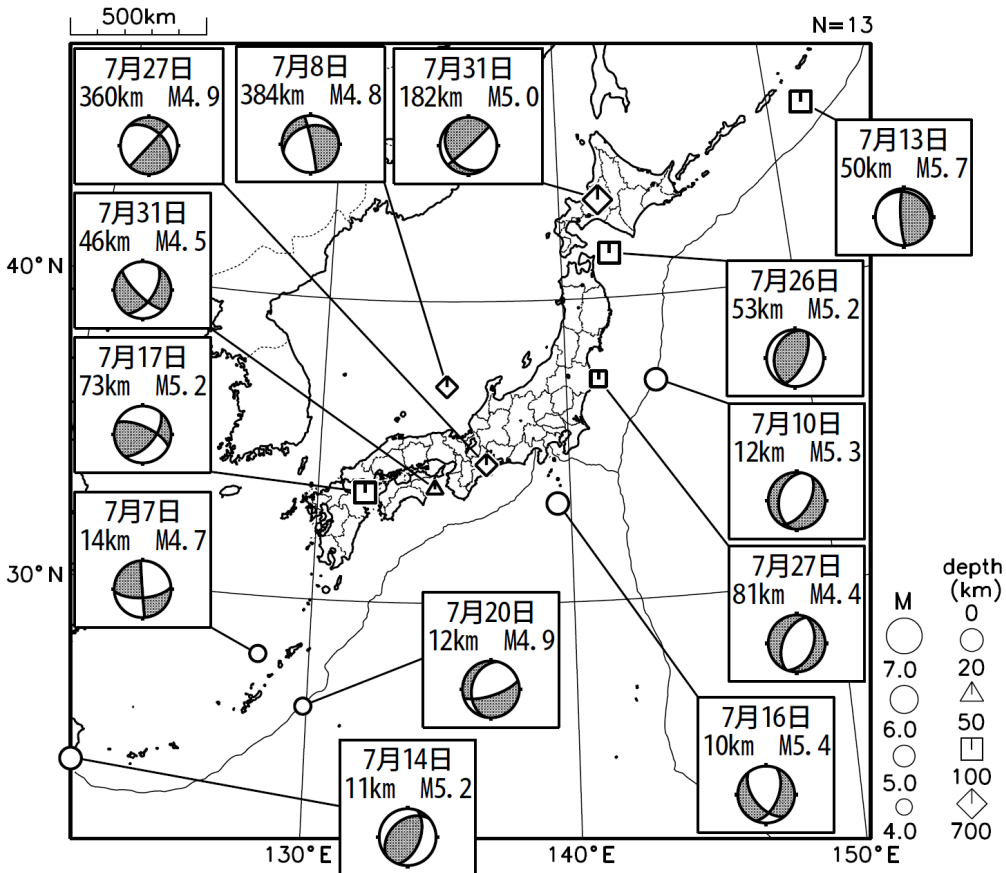 500km
N=13
7月27日
360km M4.9
7月8日
384km M4.8
7月31日
182km M5.0
7月13日
50km M5.7
7月31日
46km M4.5
7月26日
53km M5.2
7月17日
73km M5.2
7月10日
12km M5.3
7月7日
14km M4.7
7月27日
81km M4.4
7月20日
12km M4.9
7月16日
10km M5.4
7月14日
11km M5.2
40°N
30°N
130°E
140°E
150°E
M
7.0
6.0
5.0
4.0
depth
(km)
0
20
50
100
700